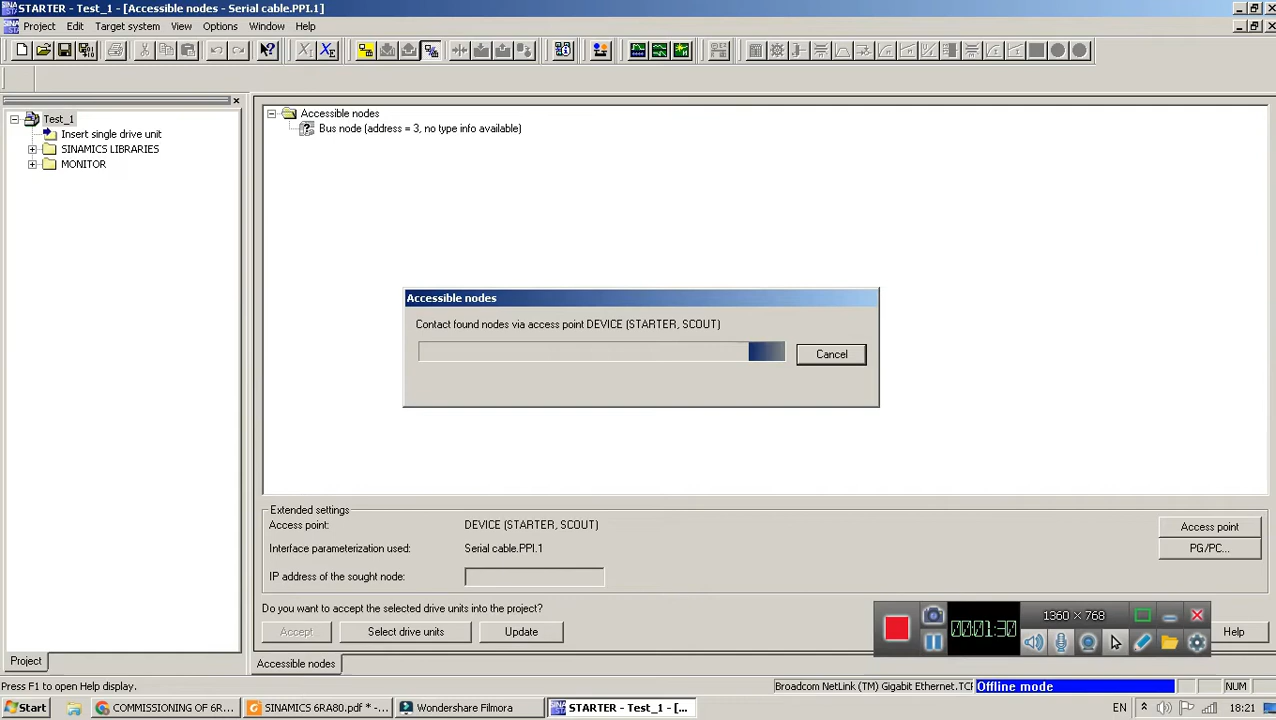 STARTER - Test_1 - [Accessible nodes - Serial cable.PPI.1]
Project Edit Target system View Options Window Help
Test_1
Insert single drive unit
SINAMICS LIBRARIES
MONITOR
Project
Accessible nodes
Bus node (address = 3, no type info available)
Accessible nodes
Contact found nodes via access point DEVICE (STARTER, SCOUT)
Cancel
Extended settings
Access point: DEVICE (STARTER, SCOUT) Access point
Interface parameterization used: Serial cable.PPI.1 PG/PC...
IP address of the sought node:
Do you want to accept the selected drive units into the project?
Accept Select drive units Update Help
00:01:30 1360 × 768
Accessible nodes
Press F1 to open Help display. Broadcom NetLink (TM) Gigabit Ethernet.TCF Offline mode NUM
Start COMMISSIONING OF 6R... SINAMICS 6RA80.pdf * -... Wondershare Filmora STARTER - Test_1 - [... EN 18:21